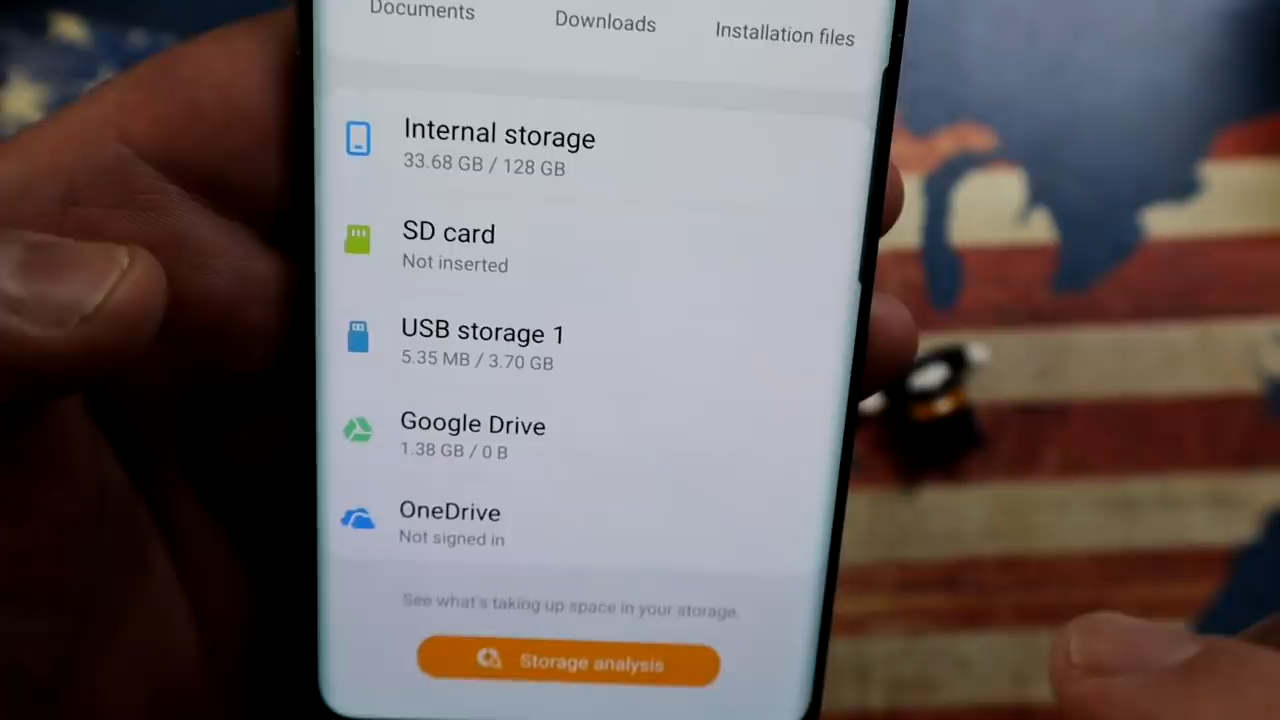 Documents Downloads Installation files
Internal storage
33.68 GB / 128 GB
SD card
Not inserted
USB storage 1
5.35 MB / 3.70 GB
Google Drive
1.38 GB / 0 B
OneDrive
Not signed in
See what's taking up space in your storage.
Storage analysis